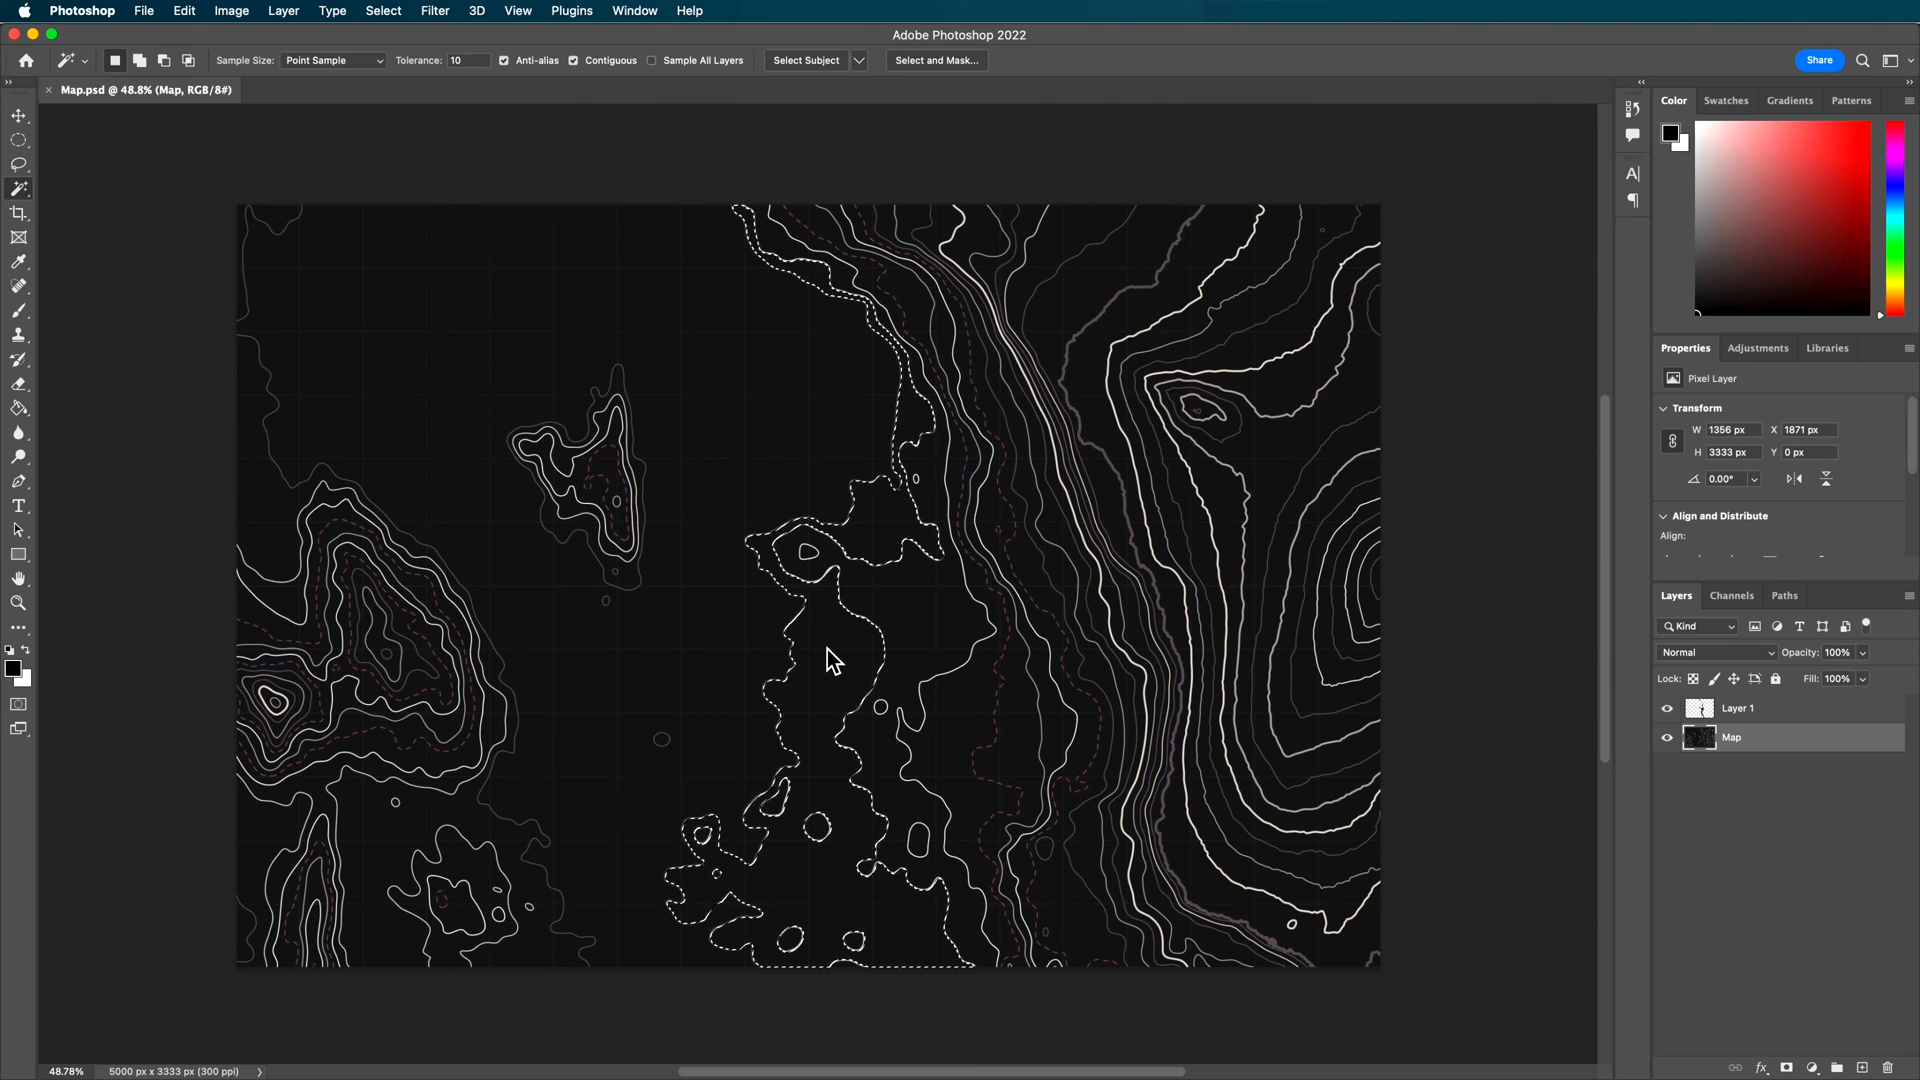 Photoshop File Edit Image Layer Type Select Filter 3D View Plugins Window Help
Adobe Photoshop 2022
Sample Size: Point Sample Tolerance: 10 Anti-alias Contiguous Sample All Layers Select Subject Select and Mask... Share
Map.psd @ 48.8% (Map, RGB/8#)
Color Swatches Gradients Patterns
Properties Adjustments Libraries
Pixel Layer
Transform
W 1356 px X 1871 px
H 3333 px Y 0 px
0.00°
Align and Distribute
Align:
Layers Channels Paths
Kind
Normal Opacity: 100%
Lock: Fill: 100%
Layer 1
Map
48.78% 5000 px x 3333 px (300 ppi)